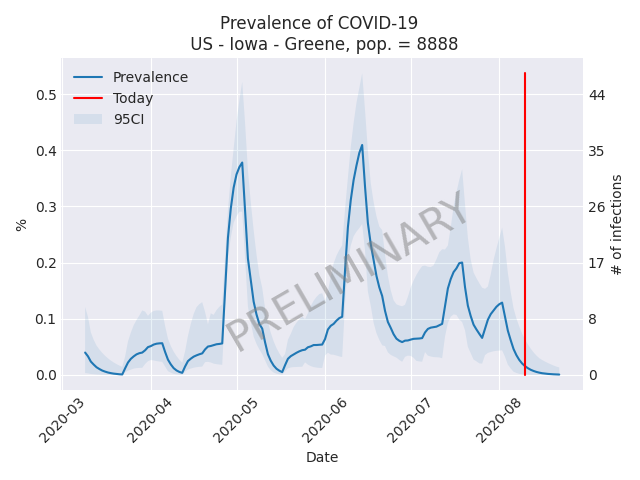 Prevalence of COVID-19
US - Iowa - Greene, pop. = 8888
Prevalence
Today
95CI
PRELIMINARY
%
0.5
0.4
0.3
0.2
0.1
0.0
44
35
26
17
8
0
# of infections
2020-03
2020-04
2020-05
2020-06
2020-07
2020-08
Date